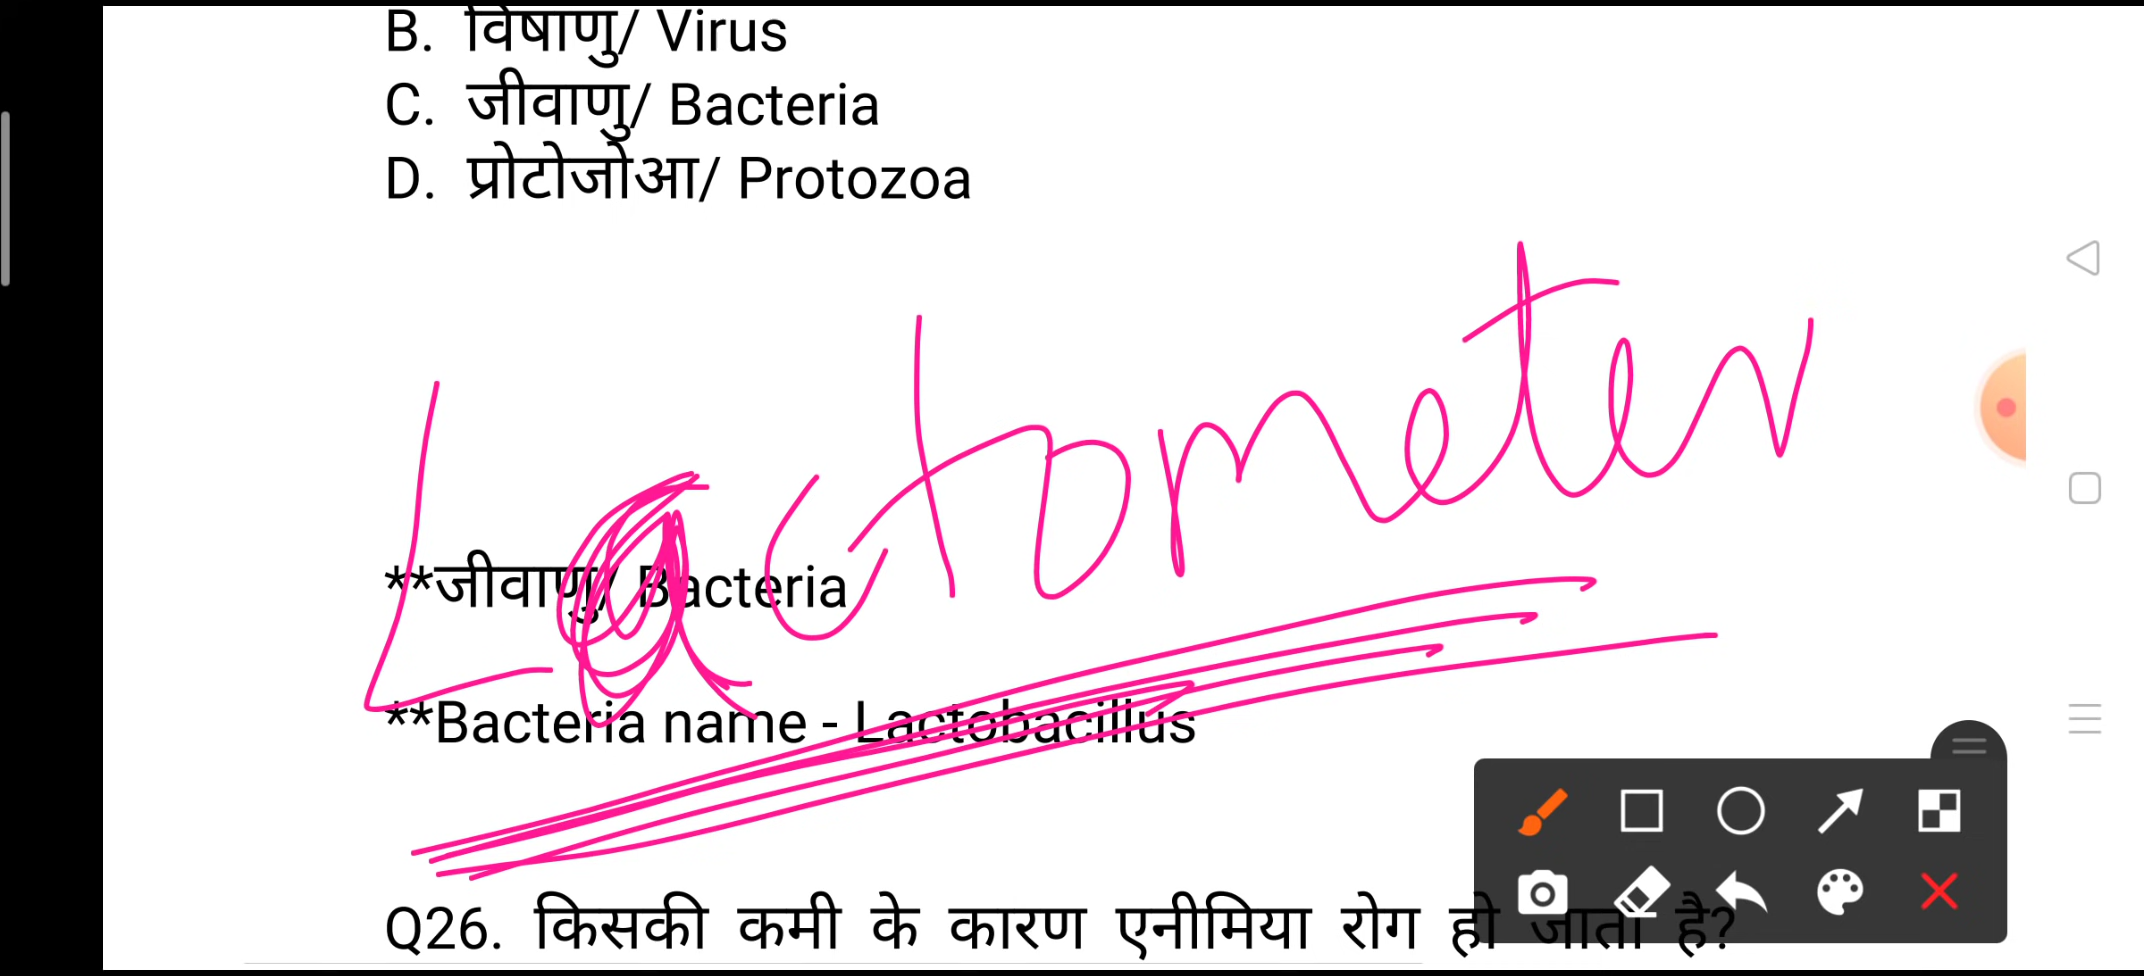 B. विषाणु/ Virus
C. जीवाणु/ Bacteria
D. प्रोटोजोआ/ Protozoa
Lactometer
**जीवाणु/ Bacteria
**Bacteria name - Lactobacillus
Q26. किसकी कमी के कारण एनीमिया रोग हो जाता है?